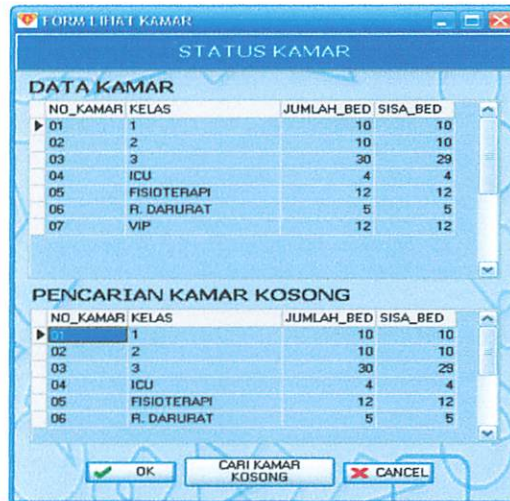 FORM LIHAT KAMAR
STATUS KAMAR
DATA KAMAR
NO_KAMAR KELAS JUMLAH_BED SISA_BED
01 1 10 10
02 2 10 10
03 3 30 29
04 ICU 4 4
05 FISIOTERAPI 12 12
06 R. DARURAT 5 5
07 VIP 12 12
PENCARIAN KAMAR KOSONG
NO_KAMAR KELAS JUMLAH_BED SISA_BED
01 1 10 10
02 2 10 10
03 3 30 29
04 ICU 4 4
05 FISIOTERAPI 12 12
06 R. DARURAT 5 5
OK
CARI KAMAR
KOSONG
CANCEL